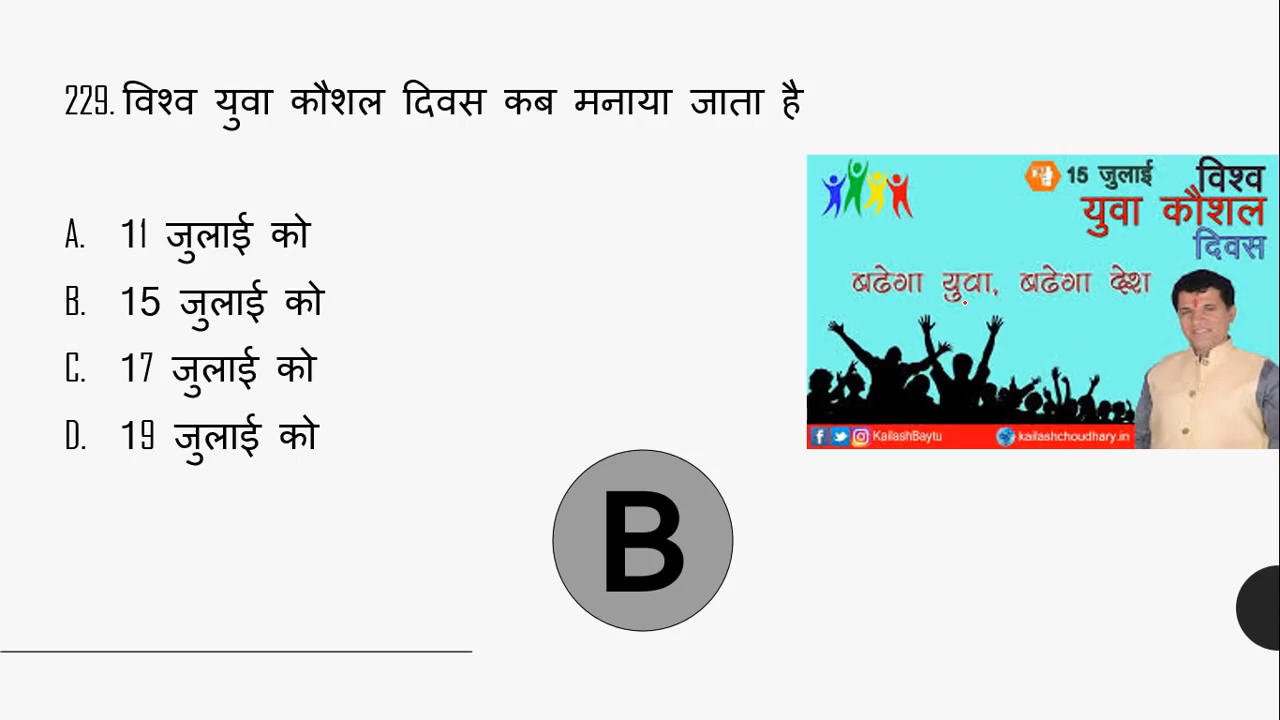 229. विश्व युवा कौशल दिवस कब मनाया जाता है
A. 11 जुलाई को
B. 15 जुलाई को
C. 17 जुलाई को
D. 19 जुलाई को
B
15 जुलाई विश्व
युवा कौशल
दिवस
बढेगा युवा, बढेगा देश
KailashBaytu kailashchoudhary.in